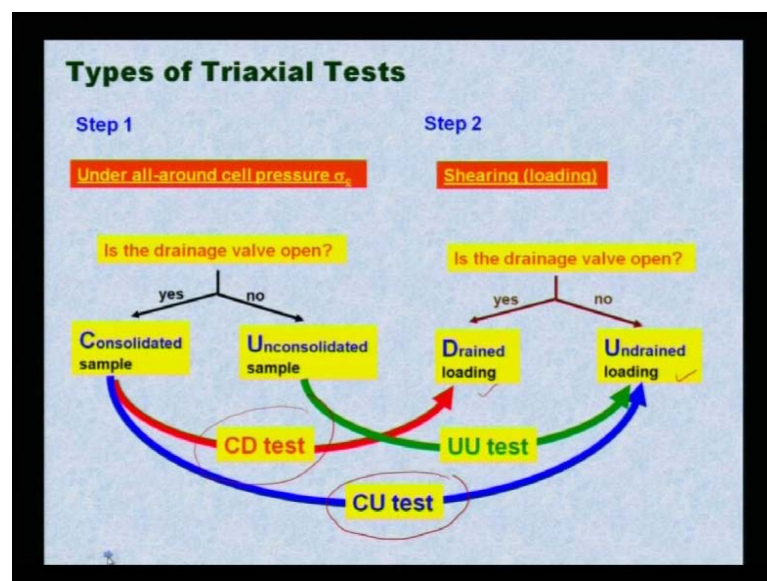 Types of Triaxial Tests
Step 1
Step 2
Under all-around cell pressure σc
Shearing (loading)
Is the drainage valve open?
Is the drainage valve open?
yes
no
yes
no
Consolidated
sample
Unconsolidated
sample
Drained
loading
Undrained
loading
CD test
UU test
CU test